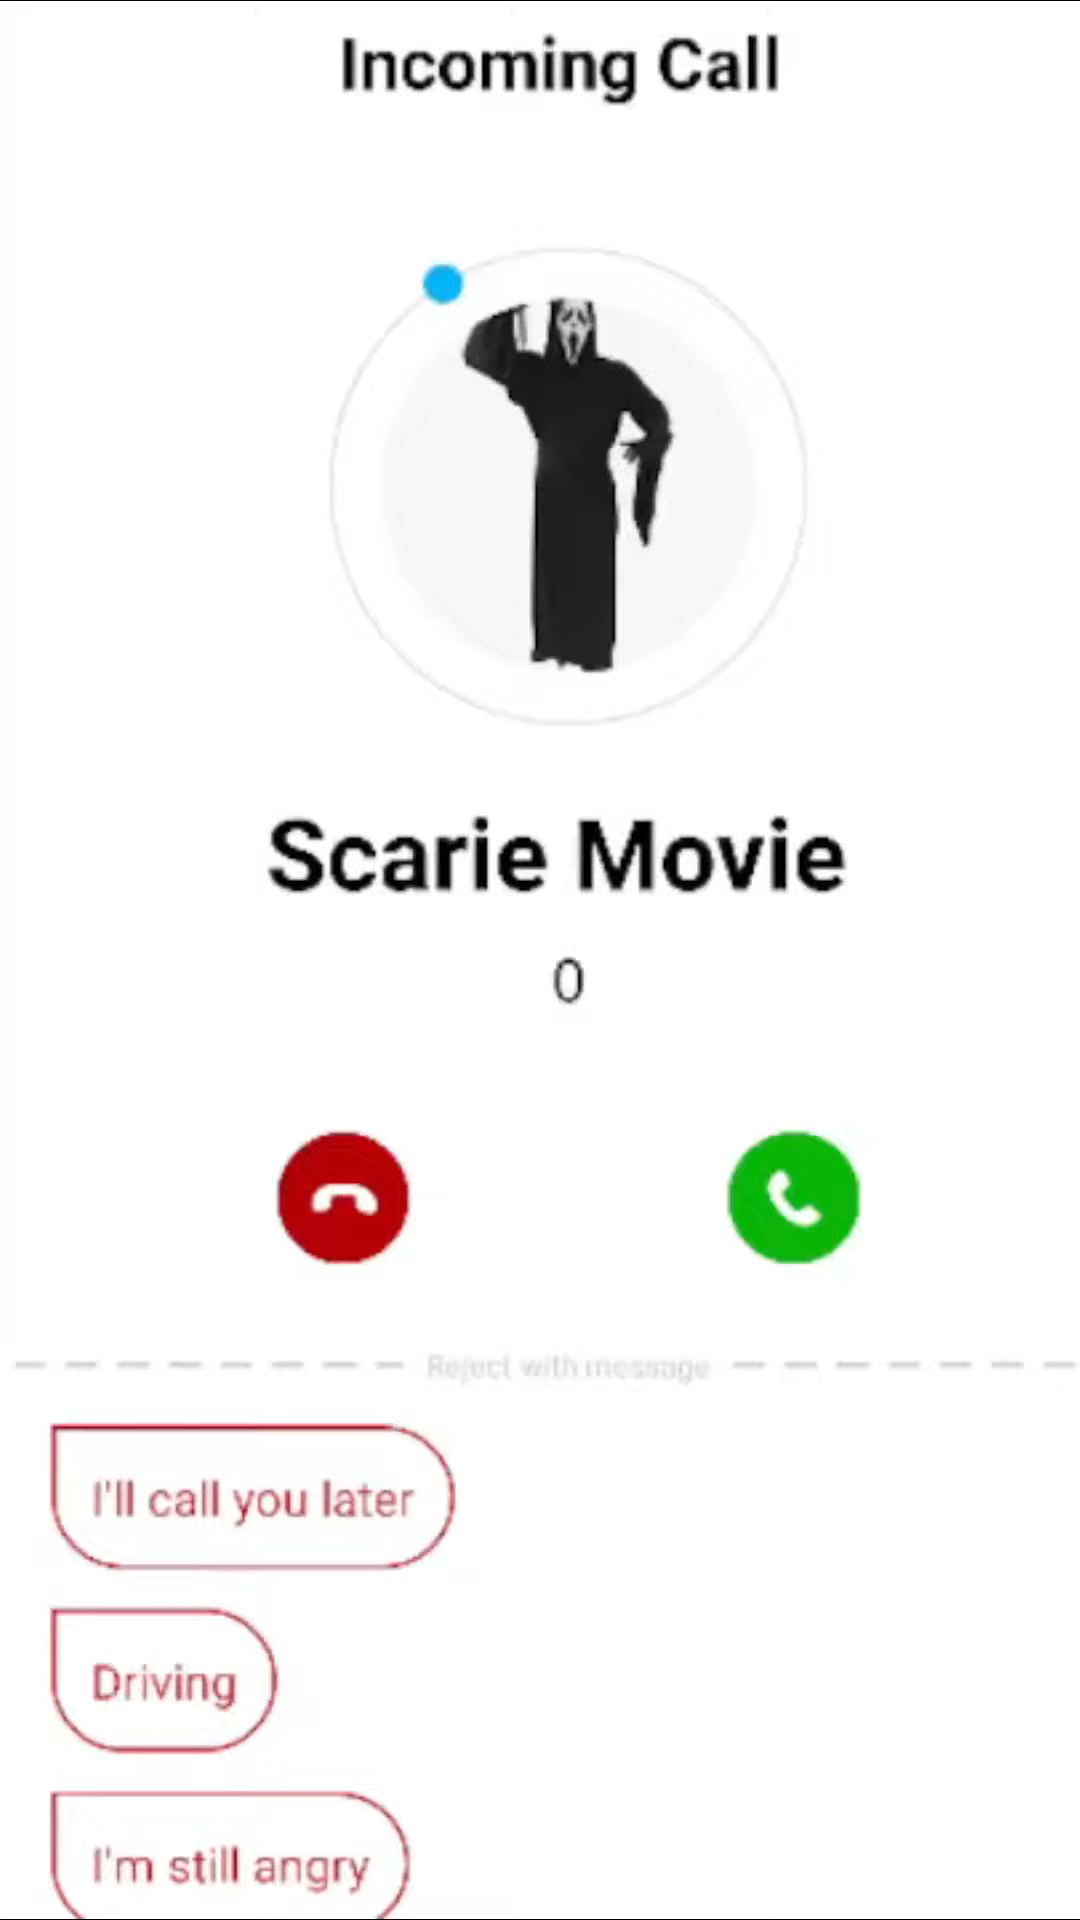 Incoming Call
Scarie Movie
0
Reject with message
I'll call you later
Driving
I'm still angry